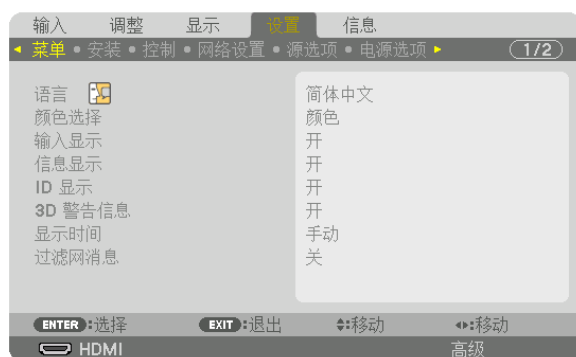 输入 调整 显示 设置 信息
菜单 • 安装 • 控制 • 网络设置 • 源选项 • 电源选项 1/2
语言 简体中文
颜色选择 颜色
输入显示 开
信息显示 开
ID 显示 开
3D 警告信息 开
显示时间 手动
过滤网消息 关
ENTER:选择 EXIT:退出 :移动 :移动
HDMI 高级